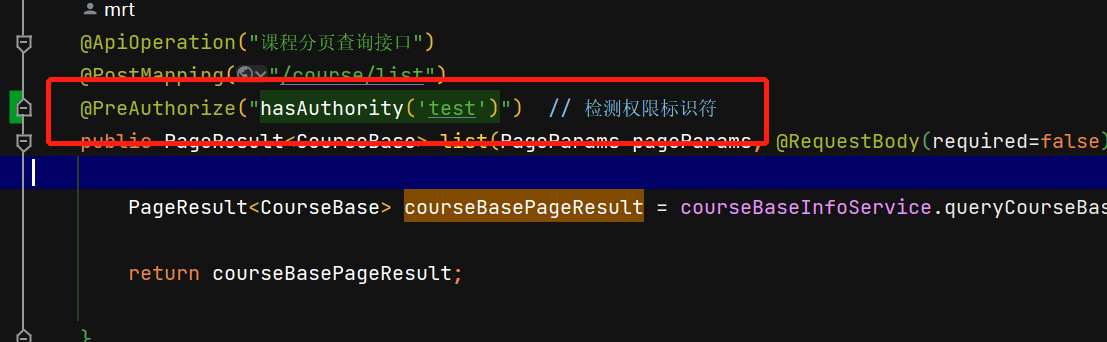 mrt
@ApiOperation("课程分页查询接口")
@PostMapping("/course/list")
@PreAuthorize("hasAuthority('test')") // 检测权限标识符
public PageResult<CourseBase> list(PageParams pageParams, @RequestBody(required=false)
PageResult<CourseBase> courseBasePageResult = courseBaseInfoService.queryCourseBas
return courseBasePageResult;
}